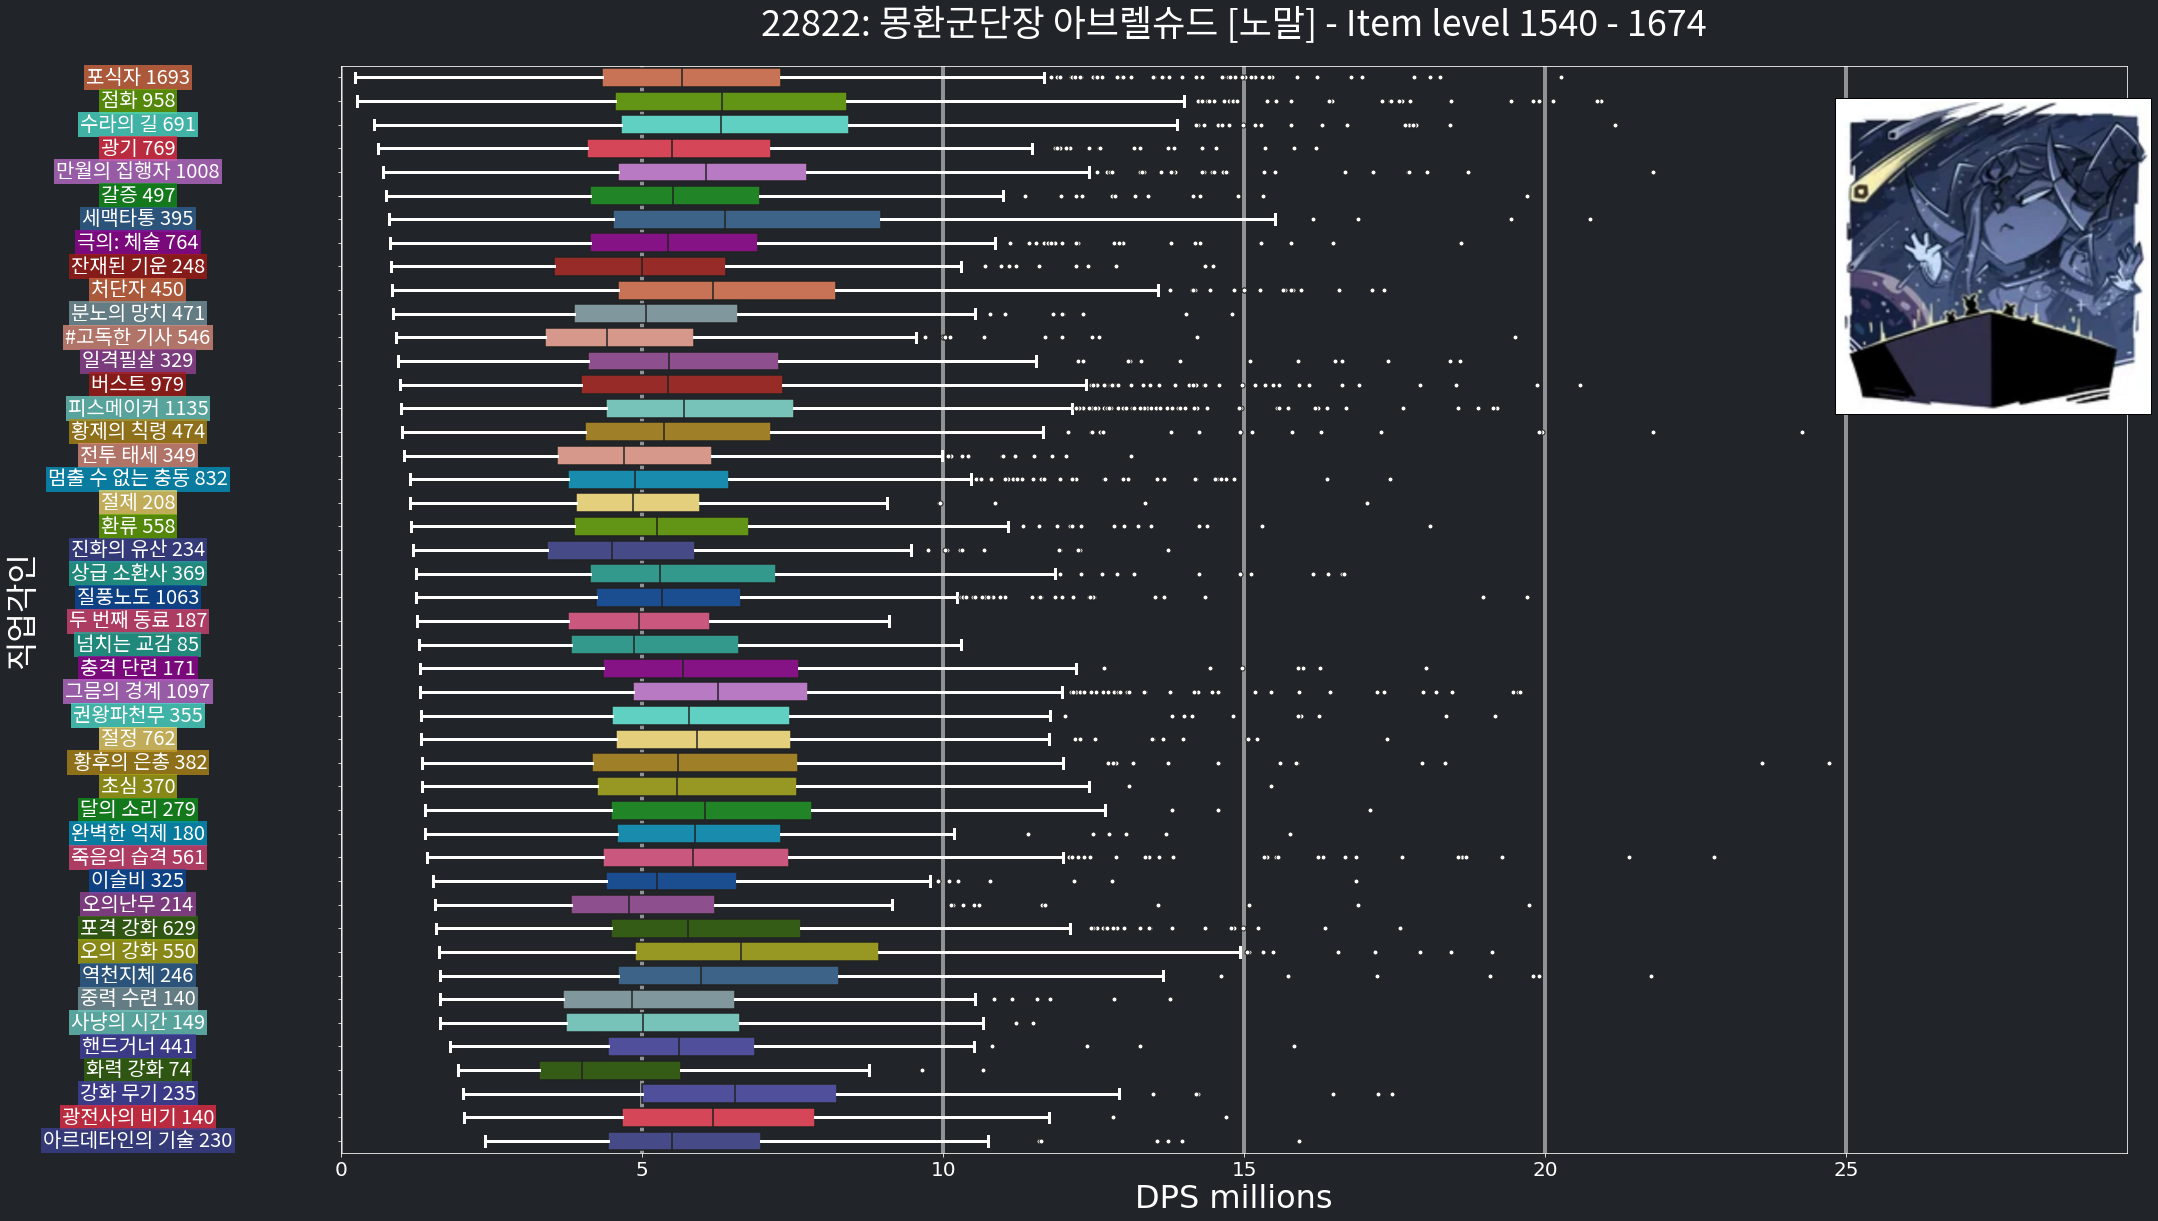 22822: 몽환군단장 아브렐슈드 [노말] - Item level 1540 - 1674
직업각인
포식자 1693
점화 958
수라의 길 691
광기 769
만월의 집행자 1008
갈증 497
세맥타통 395
극의: 체술 764
잔재된 기운 248
처단자 450
분노의 망치 471
#고독한 기사 546
일격필살 329
버스트 979
피스메이커 1135
황제의 칙령 474
전투 태세 349
멈출 수 없는 충동 832
절제 208
환류 558
진화의 유산 234
상급 소환사 369
질풍노도 1063
두 번째 동료 187
넘치는 교감 85
충격 단련 171
그믐의 경계 1097
권왕파천무 355
절정 762
황후의 은총 382
초심 370
달의 소리 279
완벽한 억제 180
죽음의 습격 561
이슬비 325
오의난무 214
포격 강화 629
오의 강화 550
역천지체 246
중력 수련 140
사냥의 시간 149
핸드거너 441
화력 강화 74
강화 무기 235
광전사의 비기 140
아르데타인의 기술 230
0 5 10 15 20 25
DPS millions